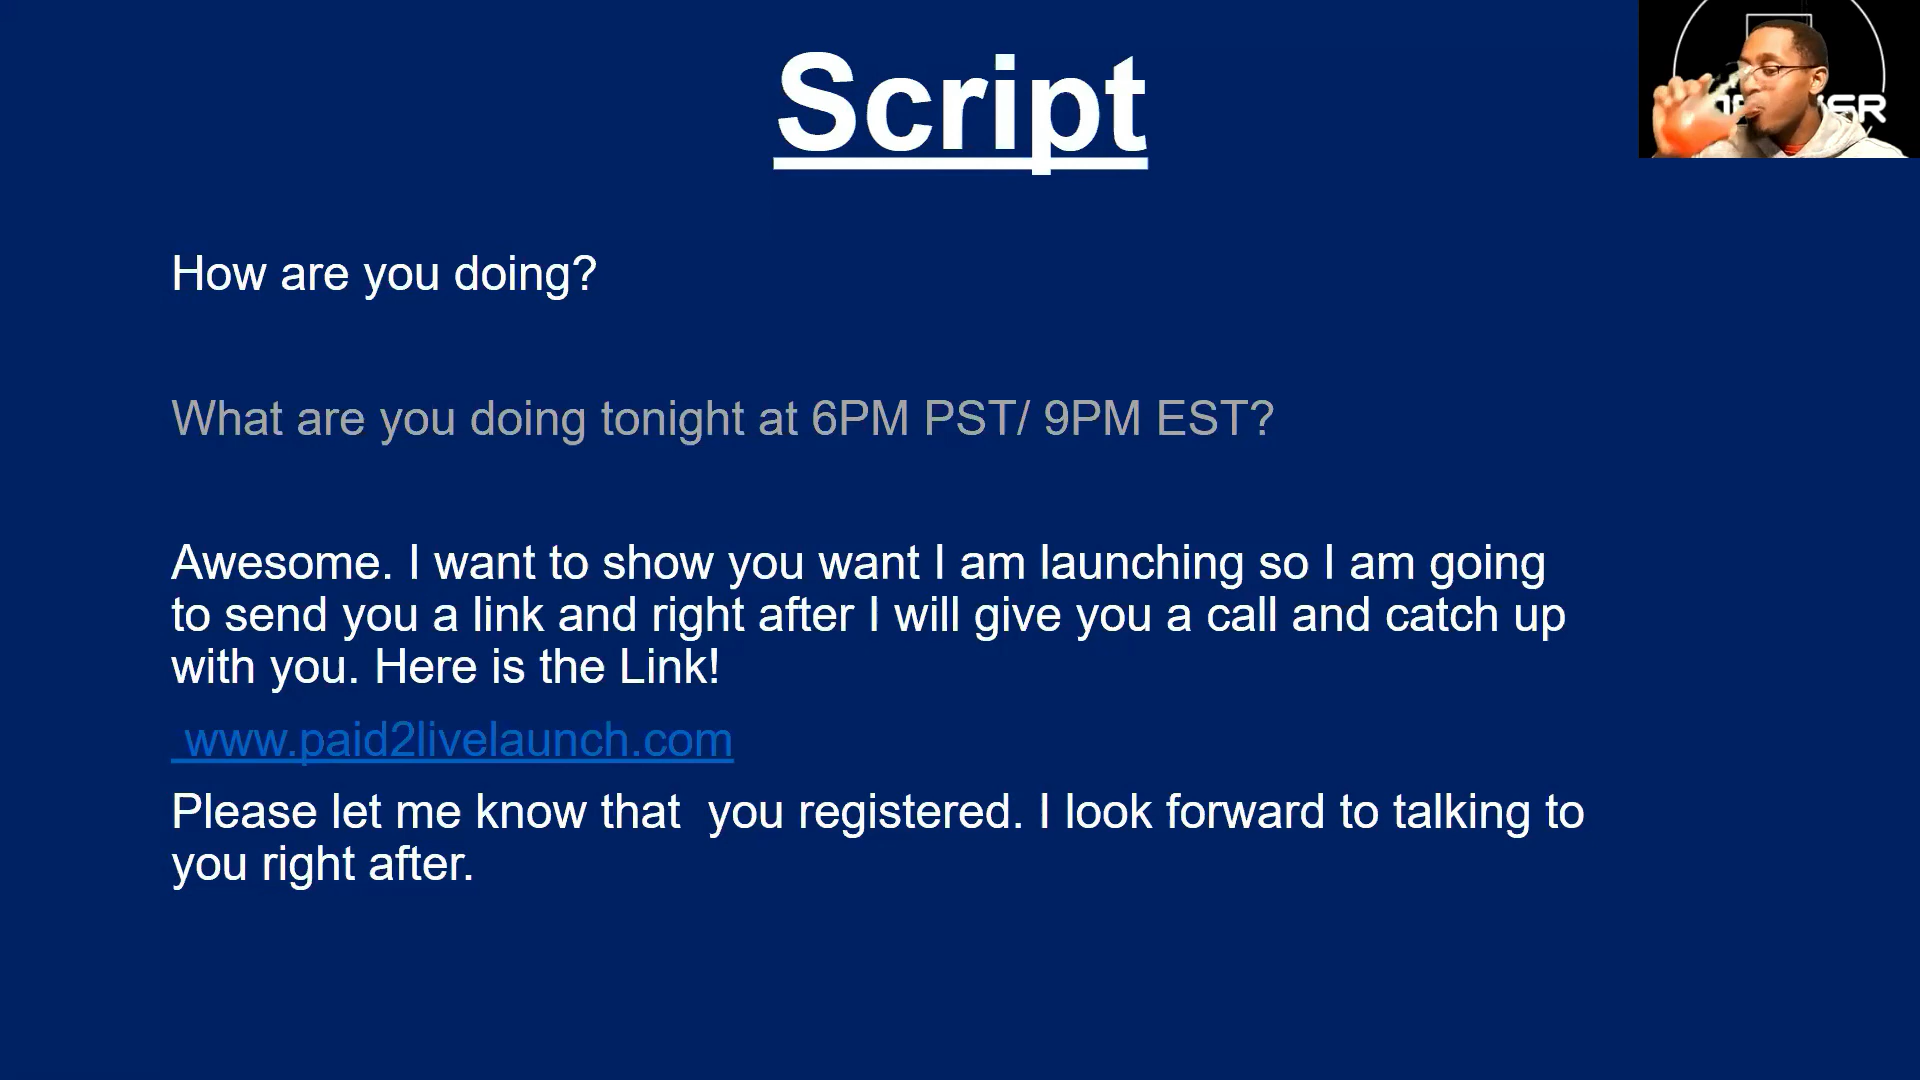 Script
How are you doing?
What are you doing tonight at 6PM PST/ 9PM EST?
Awesome. I want to show you want I am launching so I am going
to send you a link and right after I will give you a call and catch up
with you. Here is the Link!
www.paid2livelaunch.com
Please let me know that  you registered. I look forward to talking to
you right after.